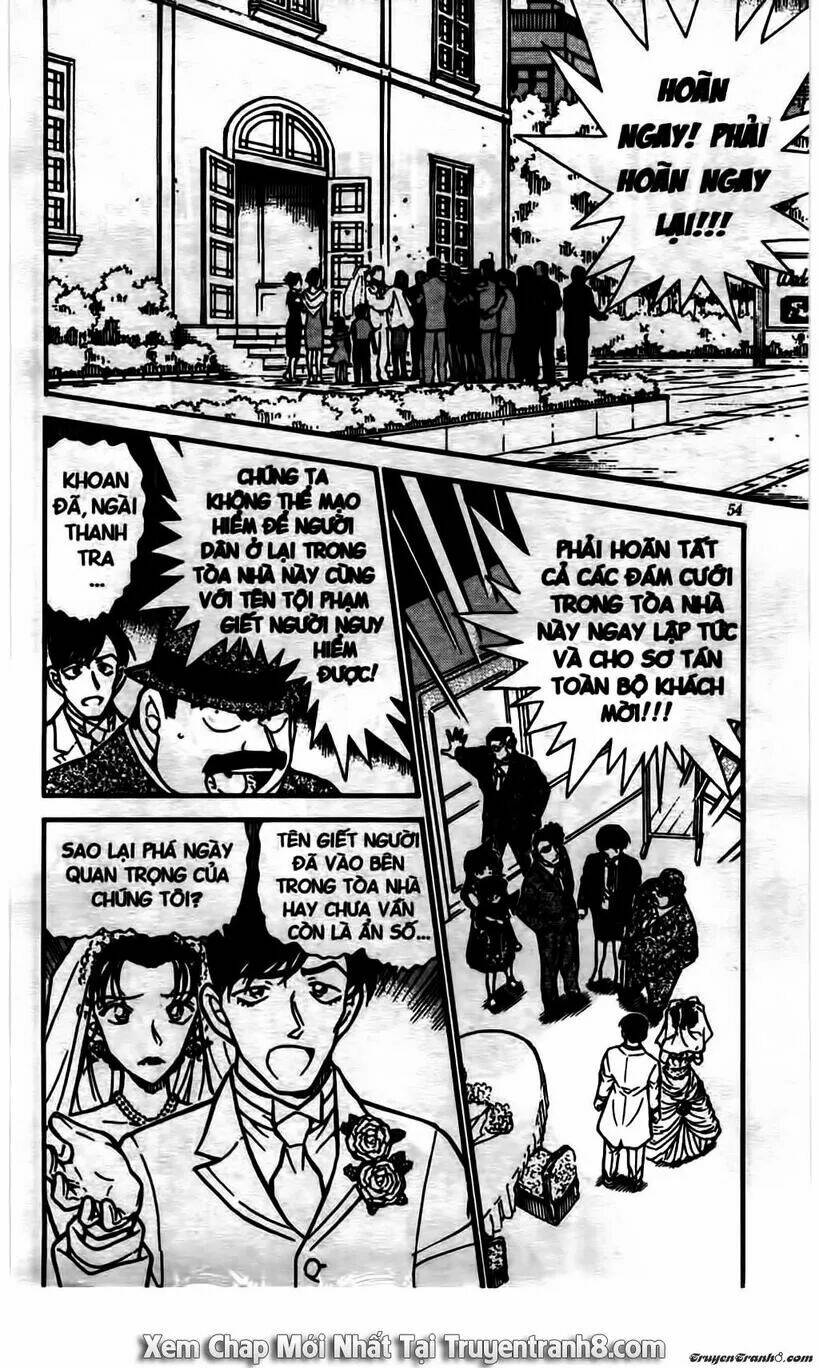 HOÃN
NGAY! PHẢI
HOÃN NGAY
LẠI!!!
54
PHẢI HOÃN TẤT
CẢ CÁC ĐÁM CƯỚI
TRONG TÒA NHÀ
NÀY NGAY LẬP TỨC
VÀ CHO SƠ TÁN
TOÀN BỘ KHÁCH
MỜI!!!
CHÚNG TA
KHÔNG THỂ MẠO
HIỂM ĐỂ NGƯỜI
DÂN Ở LẠI TRONG
TÒA NHÀ NÀY CÙNG
VỚI TÊN TỘI PHẠM
GIẾT NGƯỜI NGUY
HIỂM
ĐƯỢC!
KHOAN
ĐÃ, NGÀI
THANH
TRA
...
TÊN GIẾT NGƯỜI
ĐÃ VÀO BÊN
TRONG TÒA NHÀ
HAY CHƯA VẪN
CÒN LÀ ẨN SỐ...
SAO LẠI PHÁ NGÀY
QUAN TRỌNG CỦA
CHÚNG TÔI?
Xem Chap Mới Nhất Tại Truyentranh8.com
TruyenTranh8.com